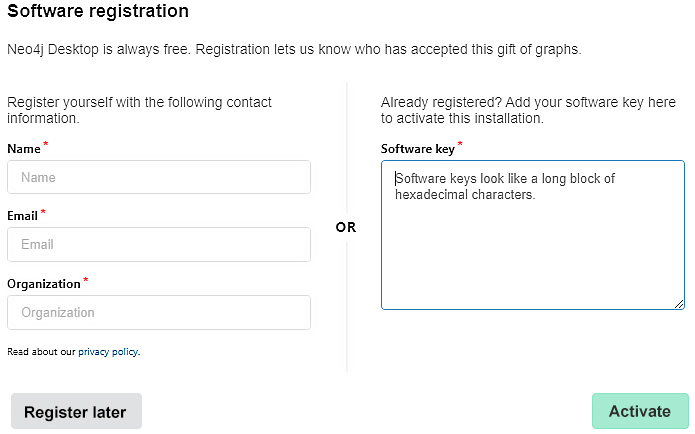 Software registration
Neo4j Desktop is always free. Registration lets us know who has accepted this gift of graphs.
Register yourself with the following contact
information.
Name*
Name
Email*
Email
Organization*
Organization
Read about our privacy policy.
OR
Already registered? Add your software key here
to activate this installation.
Software key*
Software keys look like a long block of
hexadecimal characters.
Register later
Activate